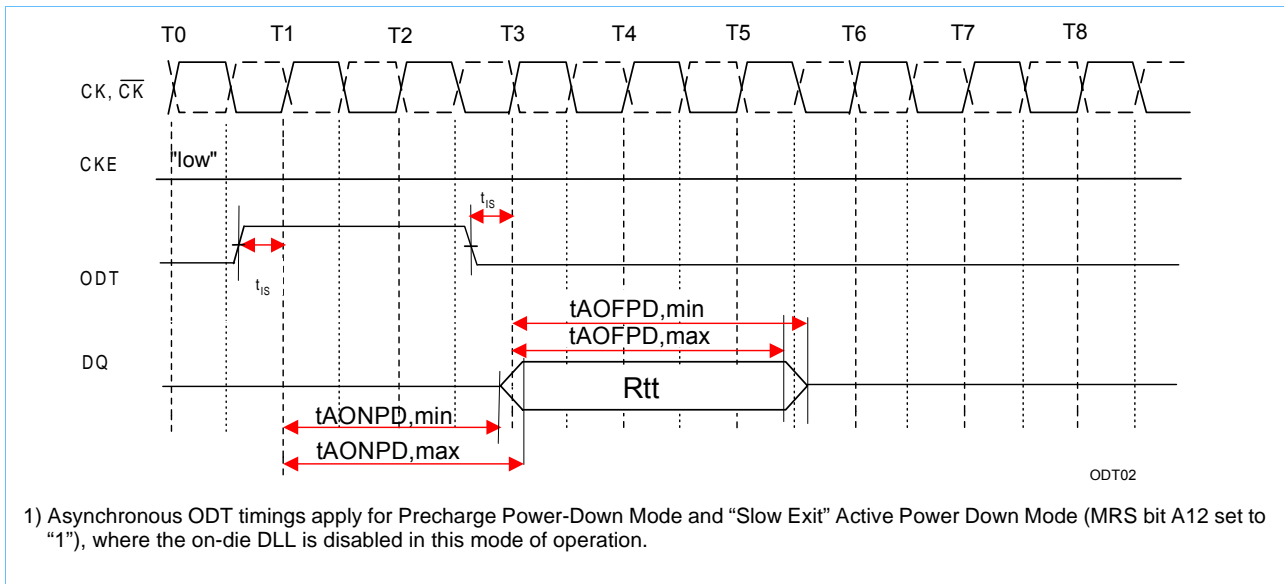 T0 T1 T2 T3 T4 T5 T6 T7 T8
CK, CK
CKE "low"
tIS
ODT
tIS
tAOFPD,min
tAOFPD,max
DQ
Rtt
tAONPD,min
tAONPD,max
ODT02
1) Asynchronous ODT timings apply for Precharge Power-Down Mode and “Slow Exit” Active Power Down Mode (MRS bit A12 set to
“1”), where the on-die DLL is disabled in this mode of operation.